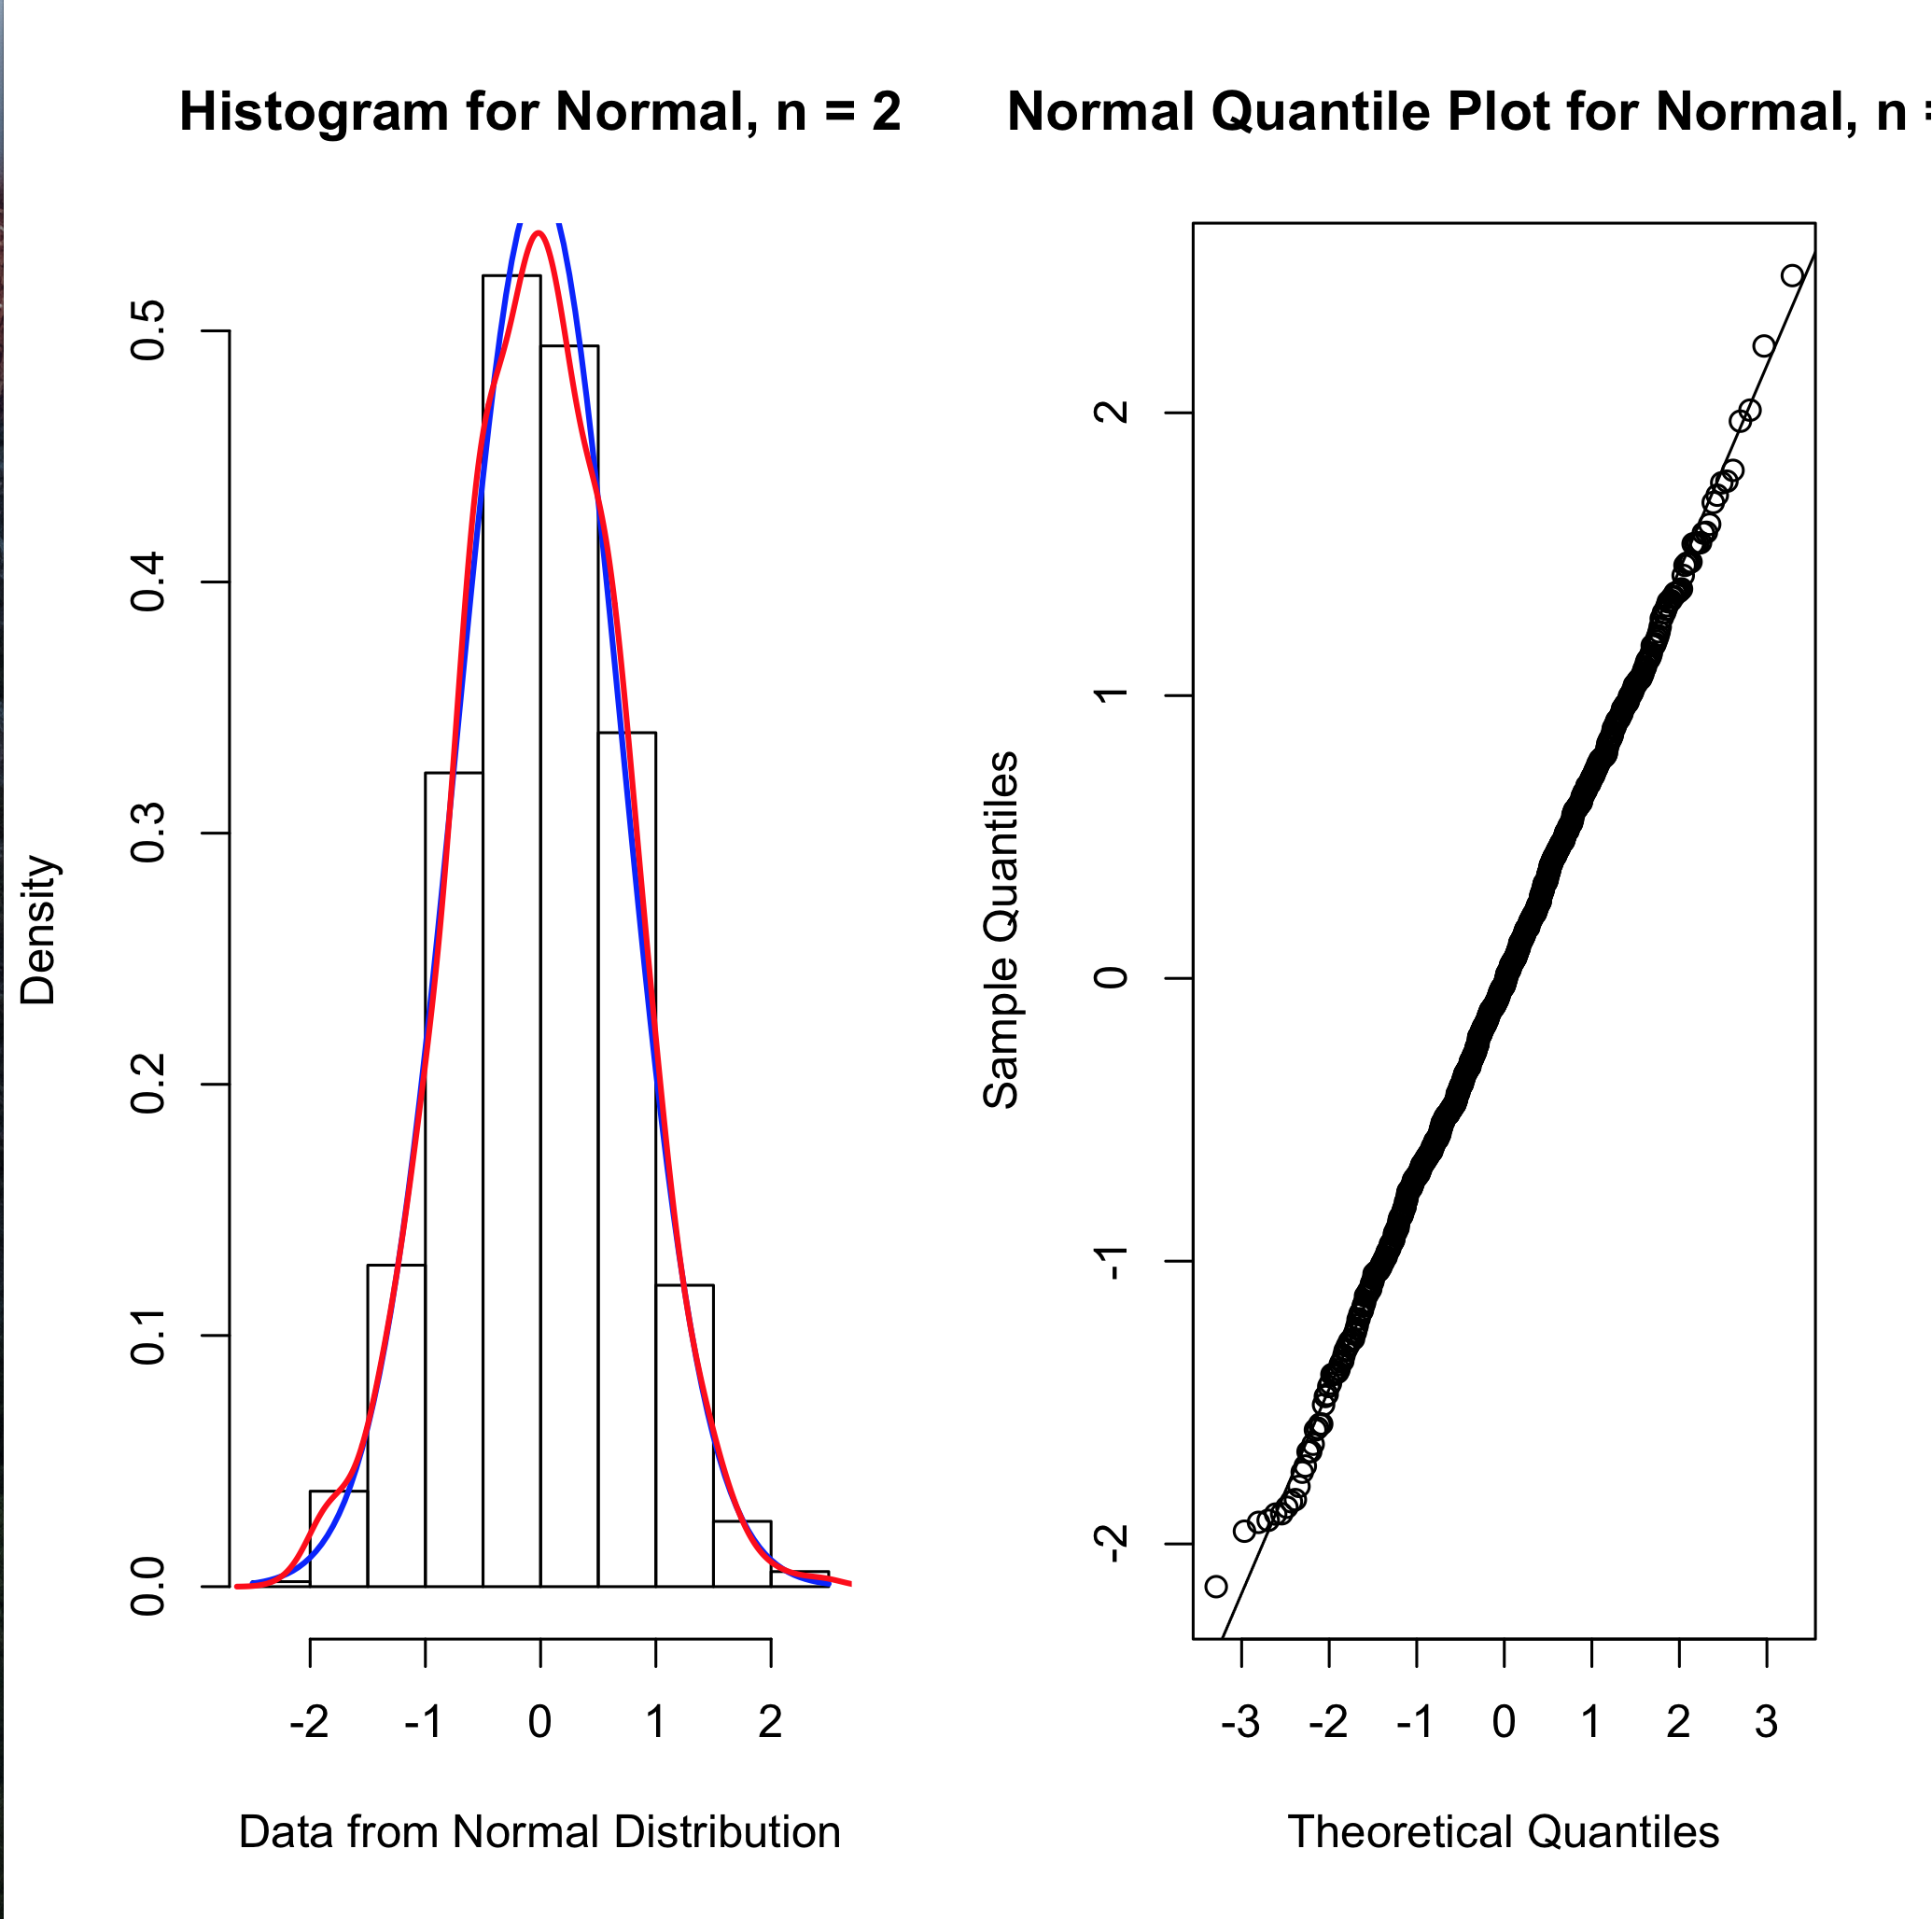 Histogram for Normal, n = 2
Density
0.0 0.1 0.2 0.3 0.4 0.5
-2 -1 0 1 2
Data from Normal Distribution
Normal Quantile Plot for Normal, n =
Sample Quantiles
-2 -1 0 1 2
-3 -2 -1 0 1 2 3
Theoretical Quantiles